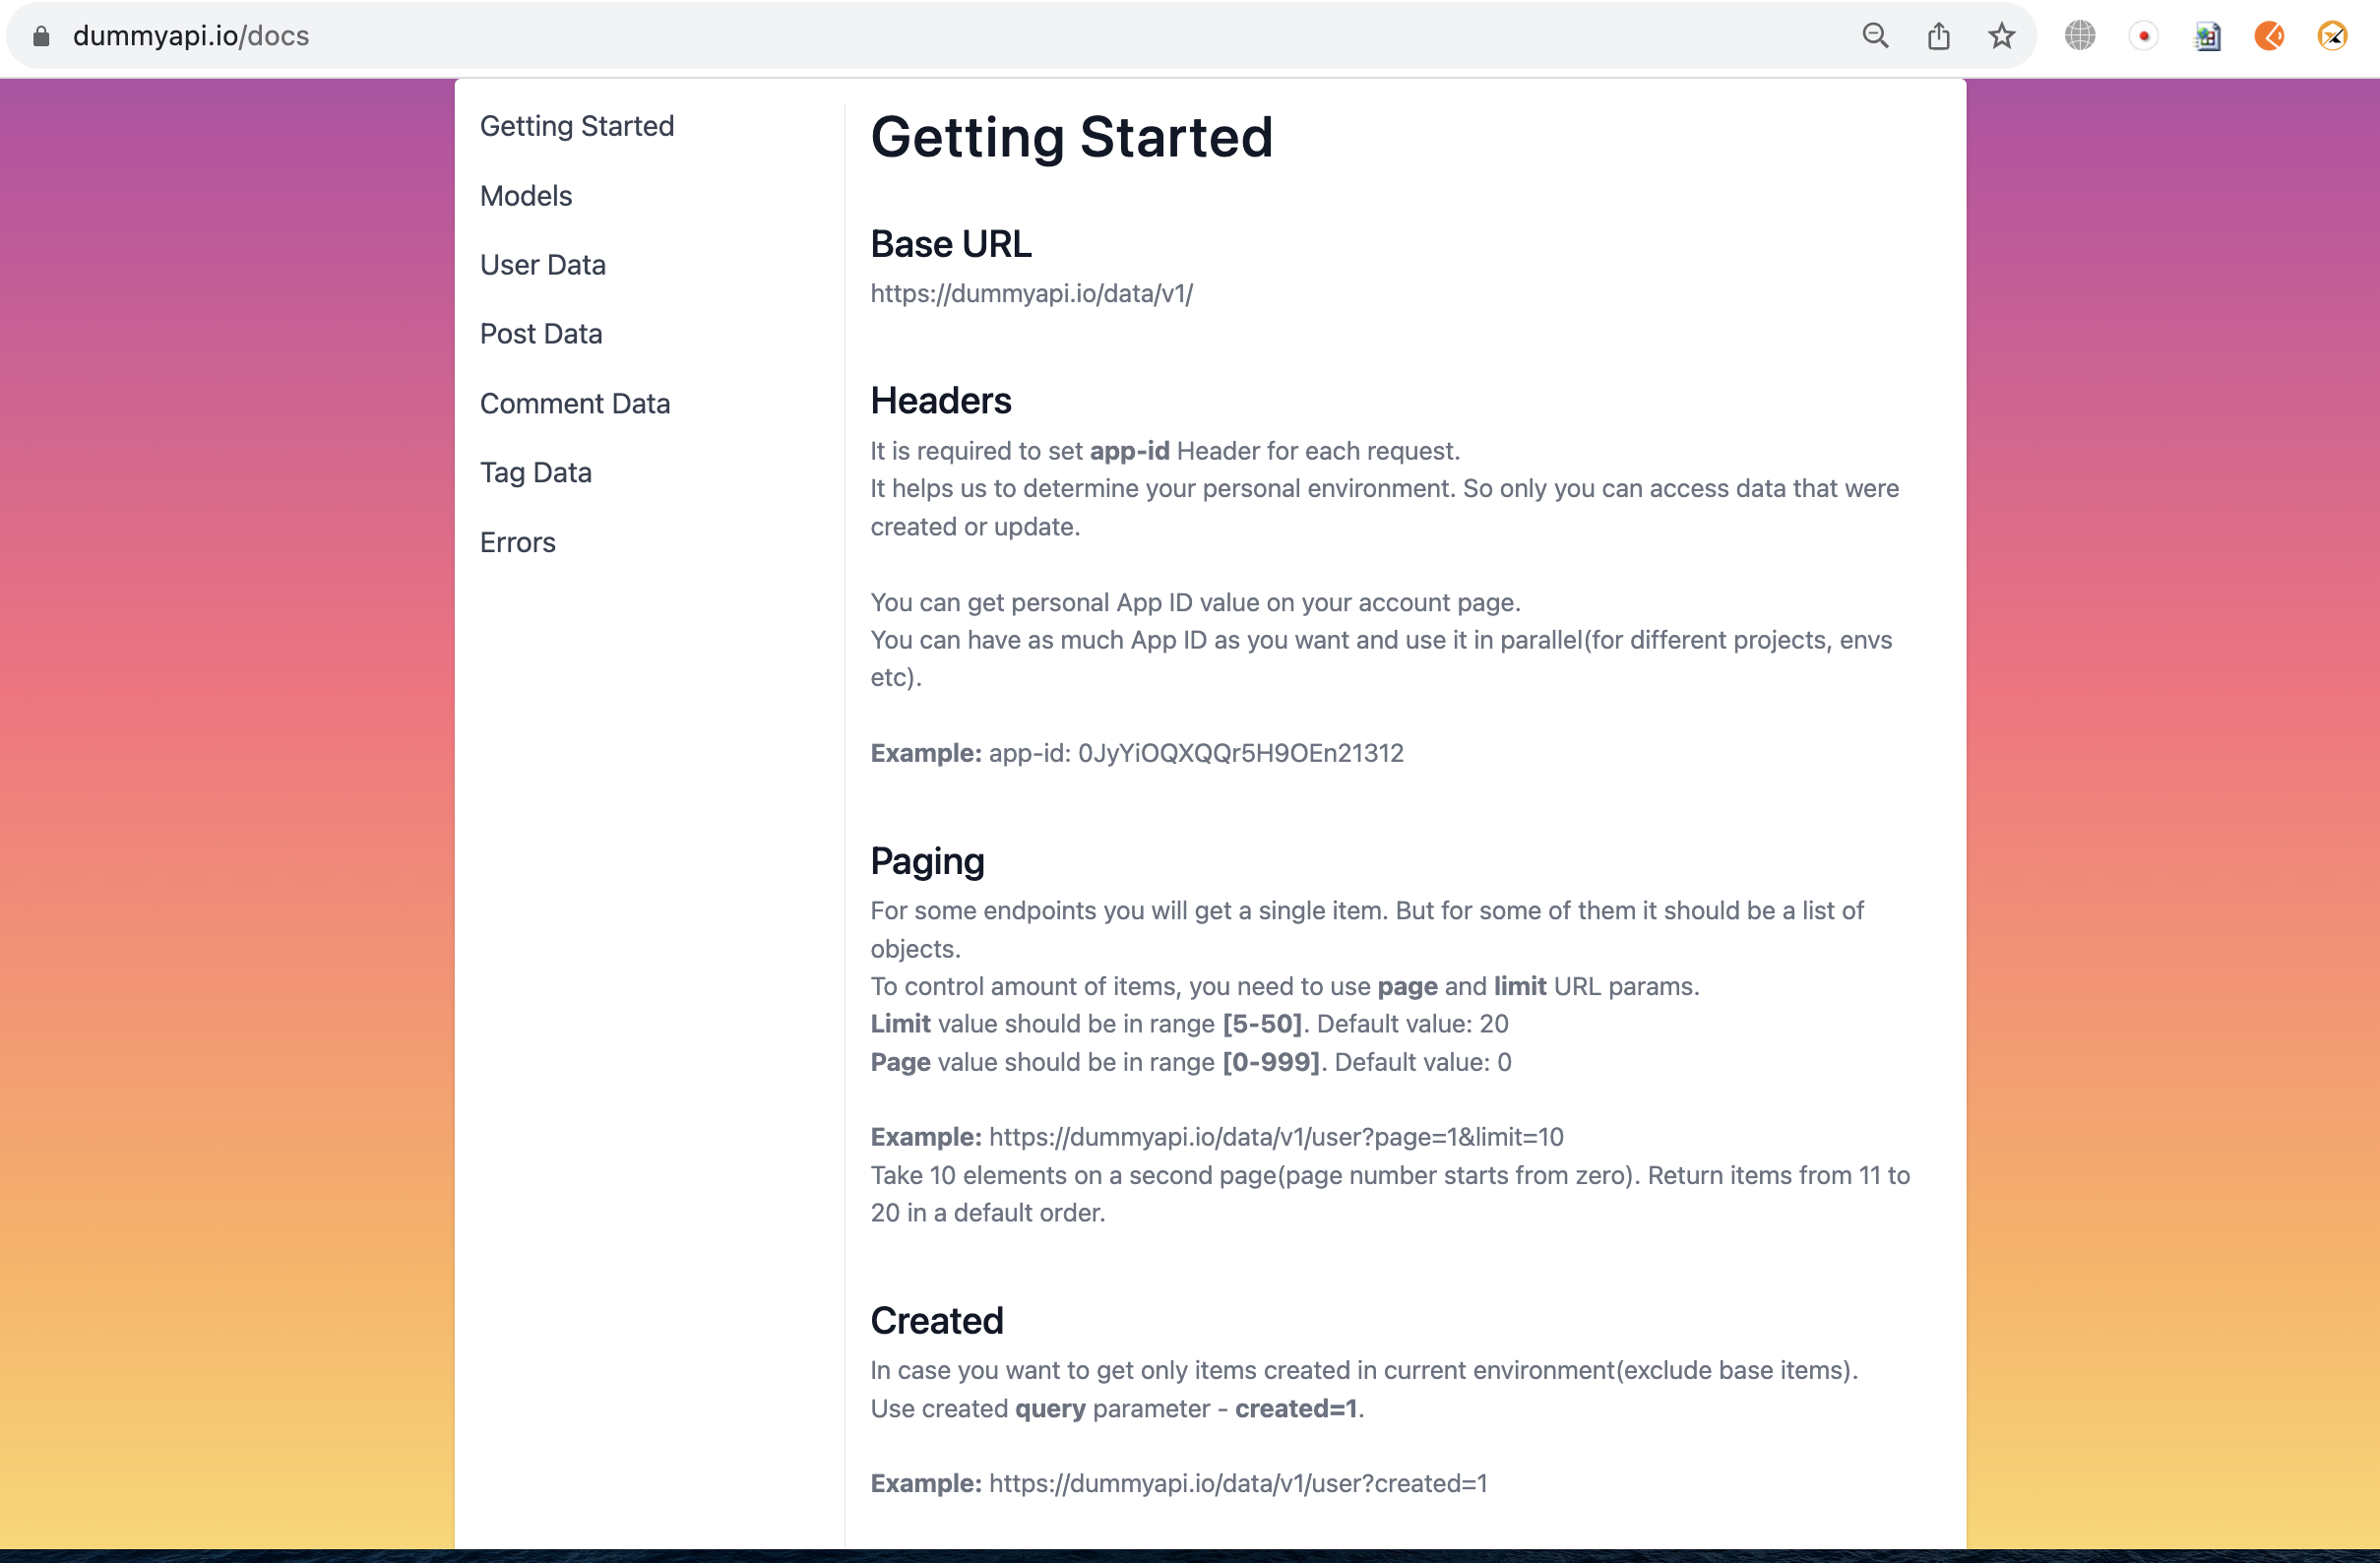 dummyapi.io/docs
Getting Started
Models
User Data
Post Data
Comment Data
Tag Data
Errors
Getting Started
Base URL
https://dummyapi.io/data/v1/
Headers
It is required to set app-id Header for each request.
It helps us to determine your personal environment. So only you can access data that were
created or update.
You can get personal App ID value on your account page.
You can have as much App ID as you want and use it in parallel(for different projects, envs
etc).
Example: app-id: 0JyYiOQXQQr5H9OEn21312
Paging
For some endpoints you will get a single item. But for some of them it should be a list of
objects.
To control amount of items, you need to use page and limit URL params.
Limit value should be in range [5-50]. Default value: 20
Page value should be in range [0-999]. Default value: 0
Example: https://dummyapi.io/data/v1/user?page=1&limit=10
Take 10 elements on a second page(page number starts from zero). Return items from 11 to
20 in a default order.
Created
In case you want to get only items created in current environment(exclude base items).
Use created query parameter - created=1.
Example: https://dummyapi.io/data/v1/user?created=1